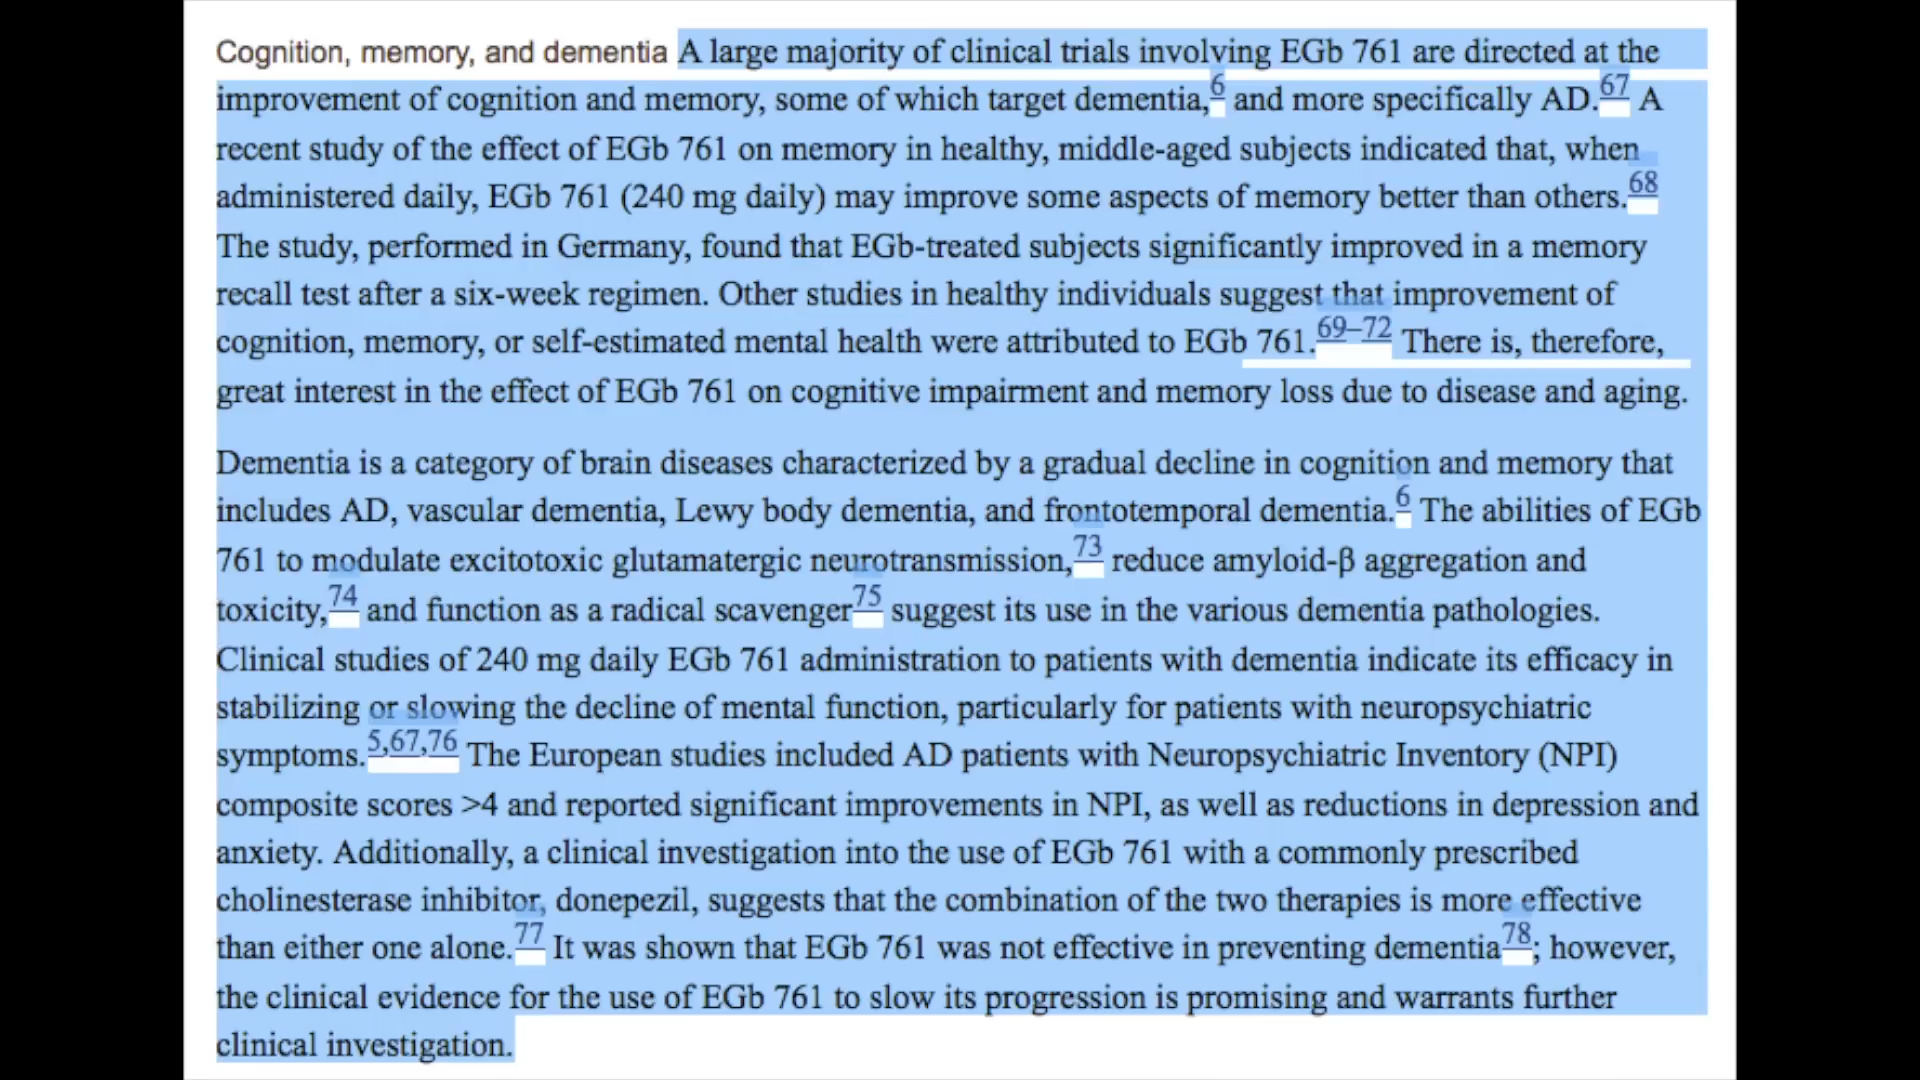 Cognition, memory, and dementia A large majority of clinical trials involving EGb 761 are directed at the
improvement of cognition and memory, some of which target dementia,6 and more specifically AD.67 A
recent study of the effect of EGb 761 on memory in healthy, middle-aged subjects indicated that, when
administered daily, EGb 761 (240 mg daily) may improve some aspects of memory better than others.68
The study, performed in Germany, found that EGb-treated subjects significantly improved in a memory
recall test after a six-week regimen. Other studies in healthy individuals suggest that improvement of
cognition, memory, or self-estimated mental health were attributed to EGb 761.69–72 There is, therefore,
great interest in the effect of EGb 761 on cognitive impairment and memory loss due to disease and aging.
Dementia is a category of brain diseases characterized by a gradual decline in cognition and memory that
includes AD, vascular dementia, Lewy body dementia, and frontotemporal dementia.6 The abilities of EGb
761 to modulate excitotoxic glutamatergic neurotransmission,73 reduce amyloid-β aggregation and
toxicity,74 and function as a radical scavenger75 suggest its use in the various dementia pathologies.
Clinical studies of 240 mg daily EGb 761 administration to patients with dementia indicate its efficacy in
stabilizing or slowing the decline of mental function, particularly for patients with neuropsychiatric
symptoms.5,67,76 The European studies included AD patients with Neuropsychiatric Inventory (NPI)
composite scores >4 and reported significant improvements in NPI, as well as reductions in depression and
anxiety. Additionally, a clinical investigation into the use of EGb 761 with a commonly prescribed
cholinesterase inhibitor, donepezil, suggests that the combination of the two therapies is more effective
than either one alone.77 It was shown that EGb 761 was not effective in preventing dementia78; however,
the clinical evidence for the use of EGb 761 to slow its progression is promising and warrants further
clinical investigation.